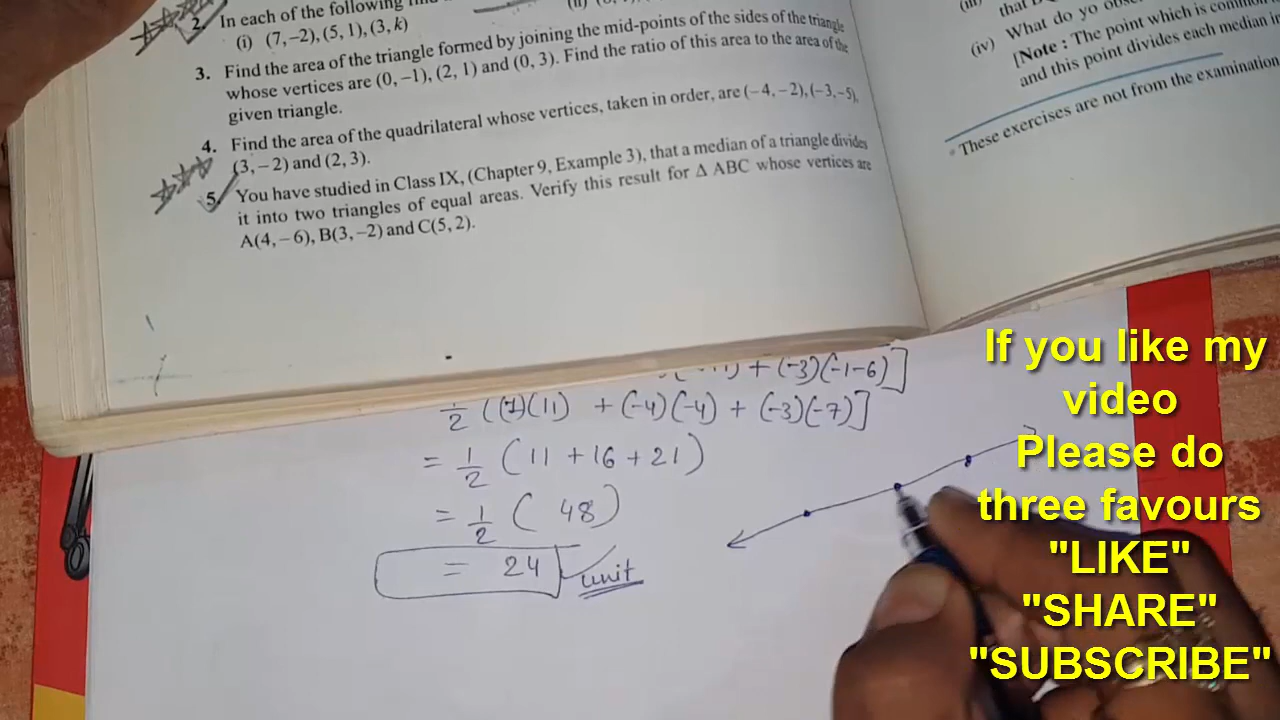 2. In each of the following
(i) (7, –2), (5, 1), (3, k)
3. Find the area of the triangle formed by joining the mid-points of the sides of the triangle
whose vertices are (0, –1), (2, 1) and (0, 3). Find the ratio of this area to the area of the
given triangle.
4. Find the area of the quadrilateral whose vertices, taken in order, are (– 4, – 2), (– 3, – 5),
(3, – 2) and (2, 3).
5. You have studied in Class IX, (Chapter 9, Example 3), that a median of a triangle divides
it into two triangles of equal areas. Verify this result for Δ ABC whose vertices are
A(4, – 6), B(3, –2) and C(5, 2).
(iv) What do yo
[Note : The point which is
and this point divides each median
* These exercises are not from the examination
+ (-3)(-1-6)]
1/2 ((1)(11) + (-4)(-4) + (-3)(-7)]
= 1/2 (11 + 16 + 21)
= 1/2 ( 48)
= 24 unit
If you like my
video
Please do
three favours
"LIKE"
"SHARE"
"SUBSCRIBE"